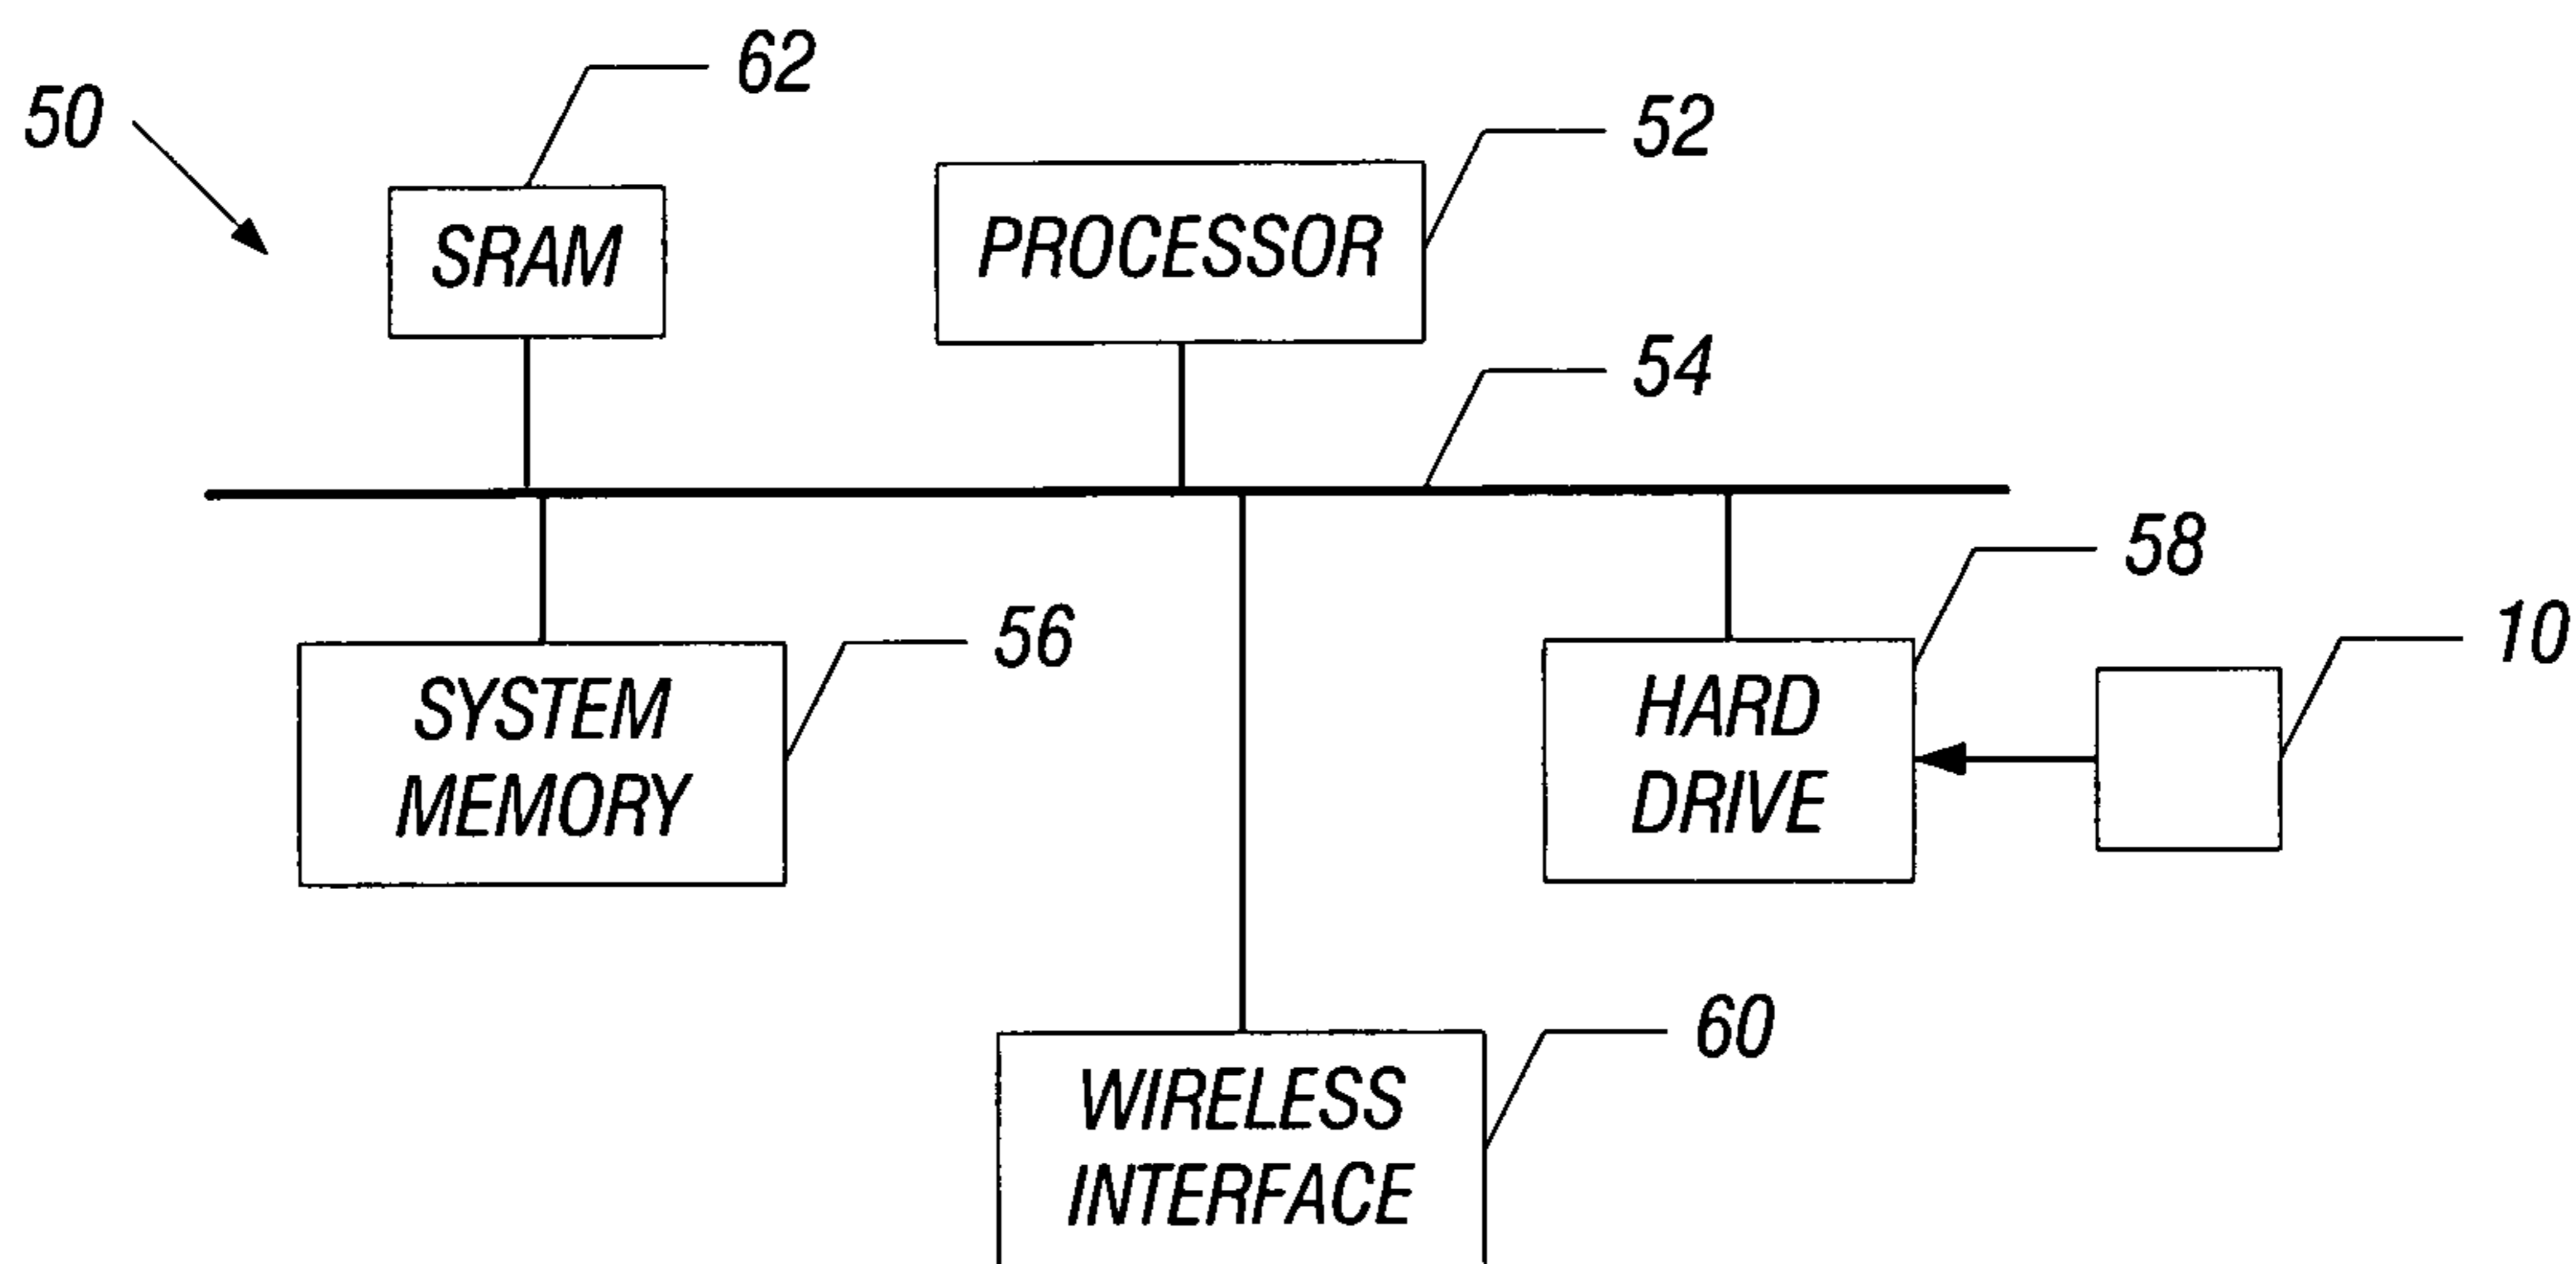 62
50
52
SRAM
PROCESSOR
54
58
56
10
SYSTEM
MEMORY
HARD
DRIVE
60
WIRELESS
INTERFACE